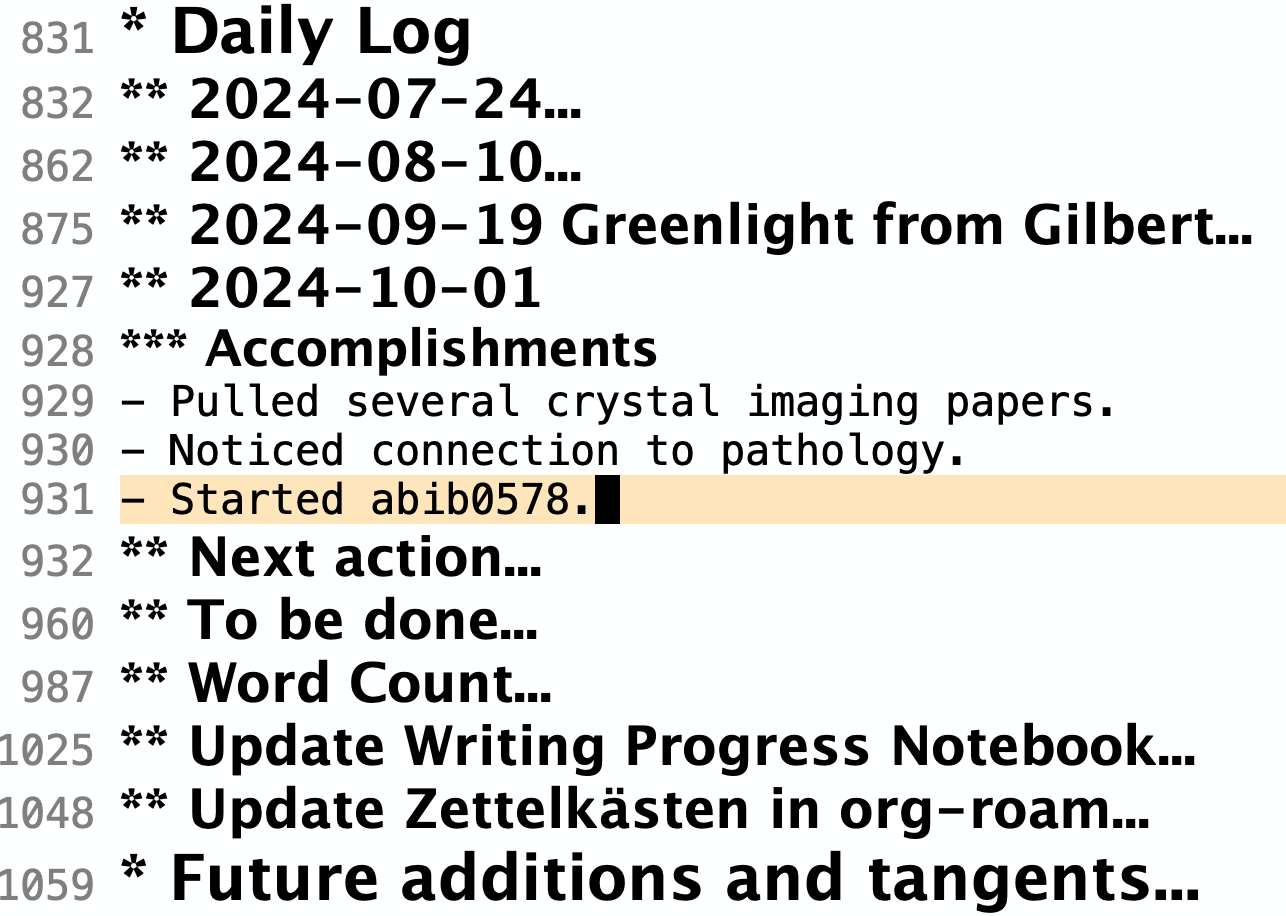 831 * Daily Log
832 ** 2024-07-24...
862 ** 2024-08-10...
875 ** 2024-09-19 Greenlight from Gilbert...
927 ** 2024-10-01
928 *** Accomplishments
929 - Pulled several crystal imaging papers.
930 - Noticed connection to pathology.
931 - Started abib0578.
932 ** Next action...
960 ** To be done...
987 ** Word Count...
1025 ** Update Writing Progress Notebook...
1048 ** Update Zettelkästen in org-roam...
1059 * Future additions and tangents...